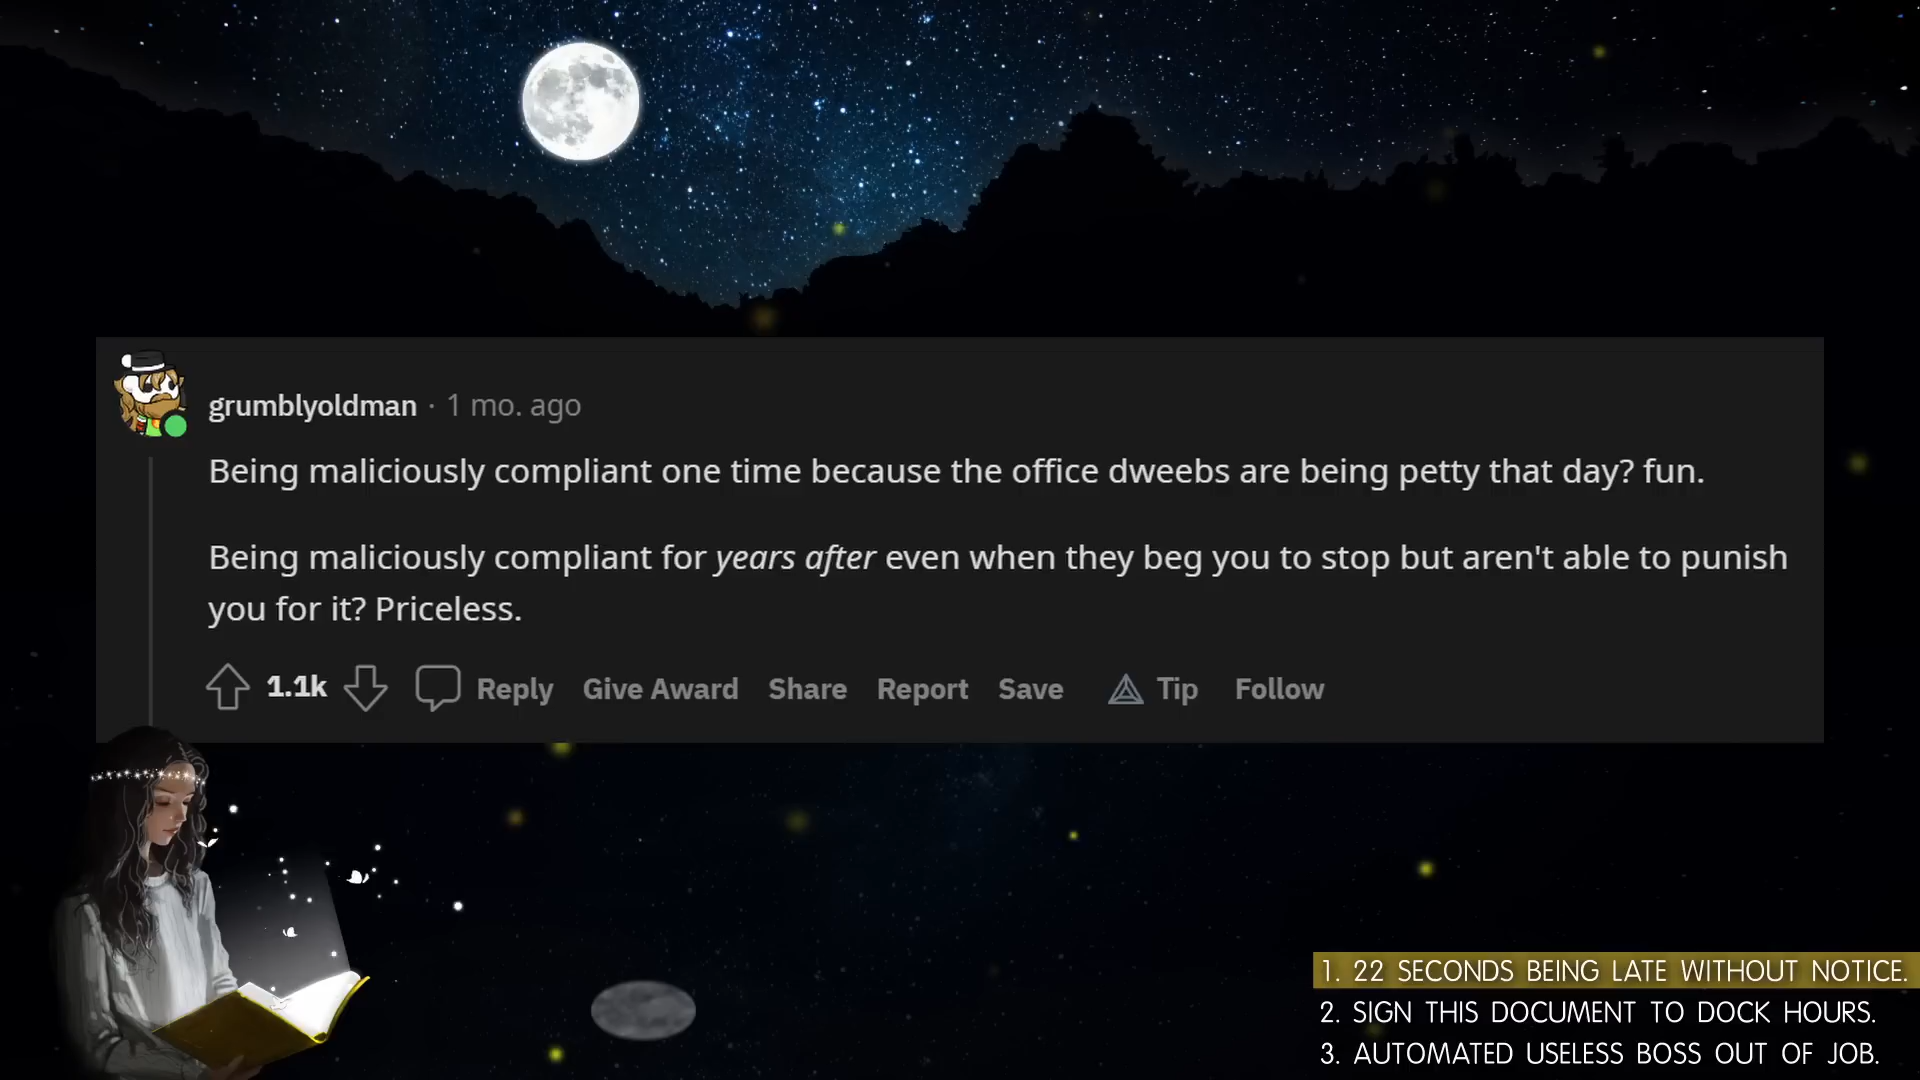 grumblyoldman · 1 mo. ago
Being maliciously compliant one time because the office dweebs are being petty that day? fun.
Being maliciously compliant for years after even when they beg you to stop but aren't able to punish
you for it? Priceless.
1.1k Reply Give Award Share Report Save Tip Follow
1. 22 SECONDS BEING LATE WITHOUT NOTICE.
2. SIGN THIS DOCUMENT TO DOCK HOURS.
3. AUTOMATED USELESS BOSS OUT OF JOB.